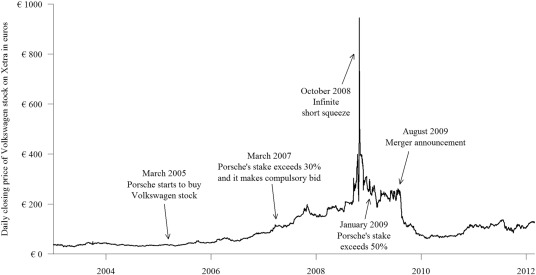 Daily closing price of Volkswagen stock on Xetra in euros
€ 1000
€ 800
€ 600
€ 400
€ 200
€ 0
October 2008
Infinite
short squeeze
August 2009
Merger announcement
March 2007
Porsche's stake exceeds 30%
and it makes compulsory bid
March 2005
Porsche starts to buy
Volkswagen stock
January 2009
Porsche's stake
exceeds 50%
2004
2006
2008
2010
2012